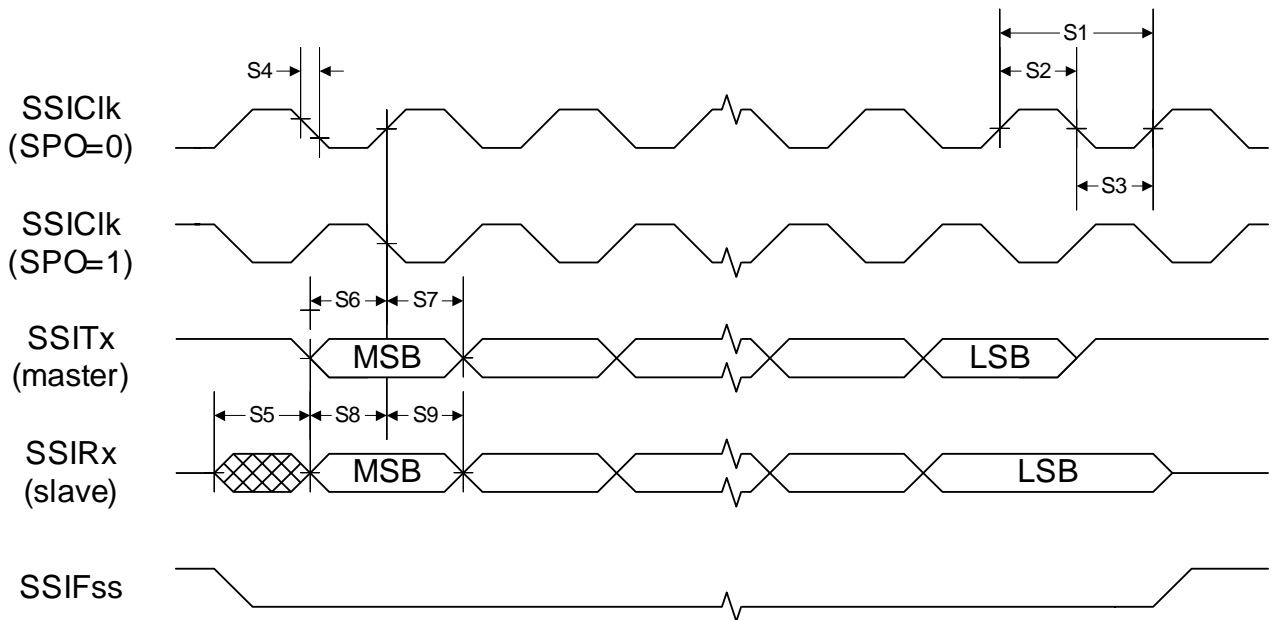 S1
S4
S2
SSIClk
(SPO=0)
S3
SSIClk
(SPO=1)
S6
S7
SSITx
(master)
MSB
LSB
S5
S8
S9
SSIRx
(slave)
MSB
LSB
SSIFss